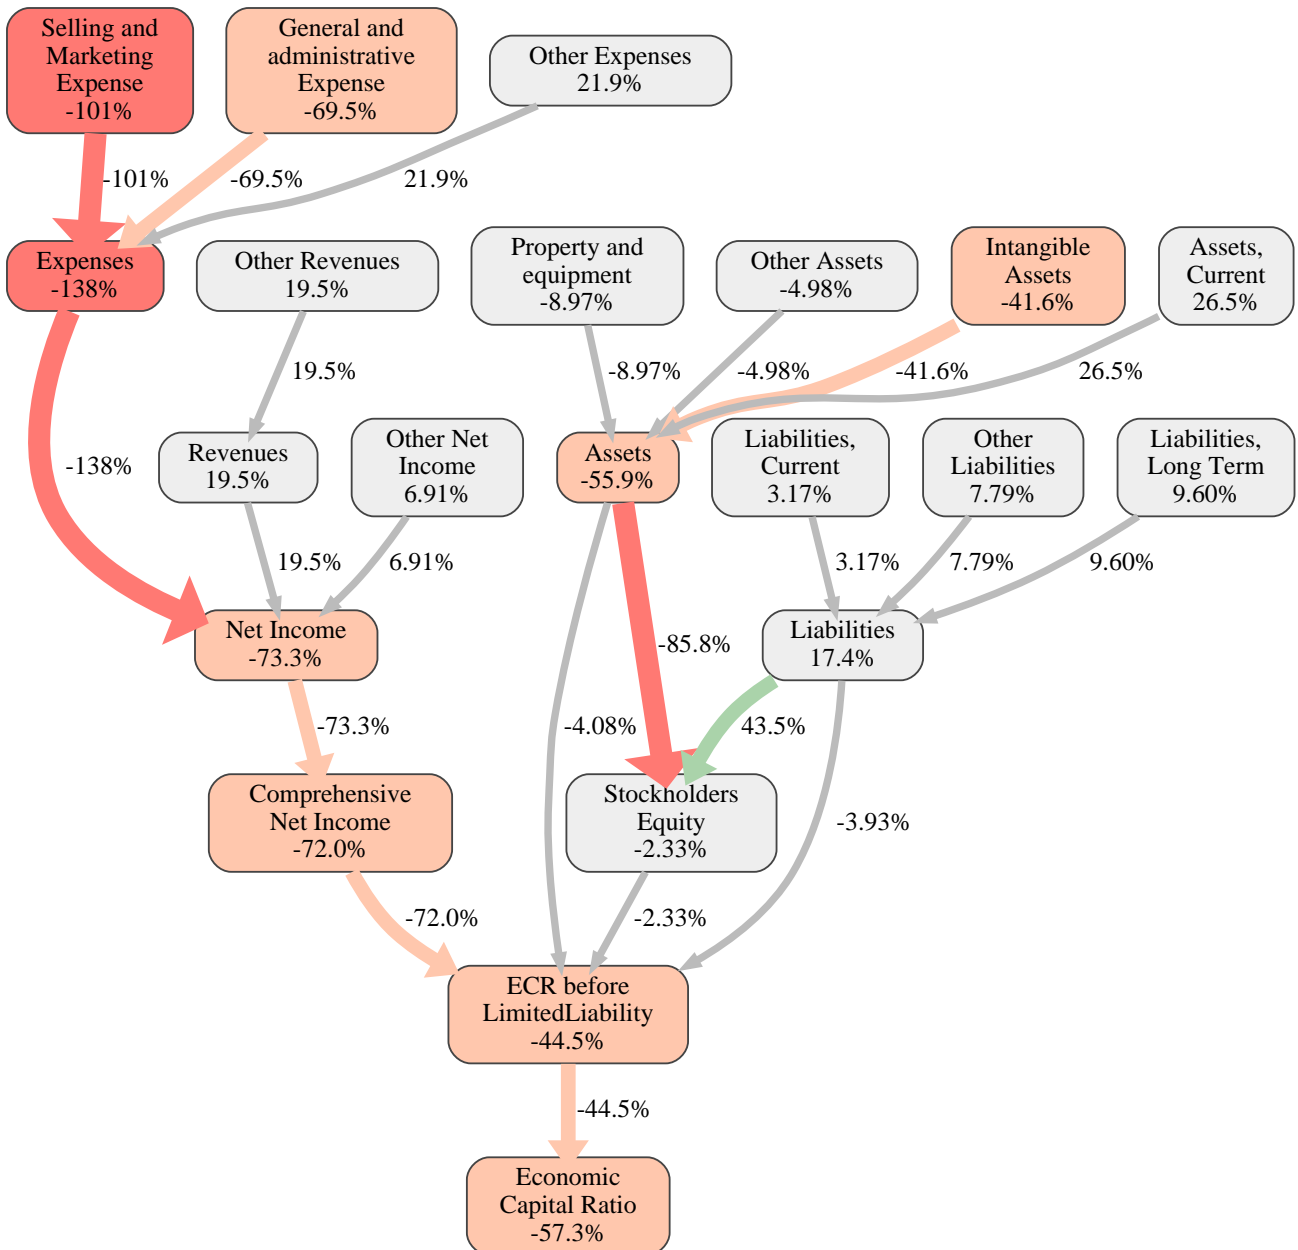 Selling and
Marketing
Expense
-101%
General and
administrative
Expense
-69.5%
Other Expenses
21.9%
-101%
-69.5%
21.9%
Expenses
-138%
Other Revenues
19.5%
Property and
equipment
-8.97%
Other Assets
-4.98%
Intangible
Assets
-41.6%
Assets,
Current
26.5%
19.5%
-8.97%
-4.98%
-41.6%
26.5%
-138%
Revenues
19.5%
Other Net
Income
6.91%
Assets
-55.9%
Liabilities,
Current
3.17%
Other
Liabilities
7.79%
Liabilities,
Long Term
9.60%
19.5%
6.91%
3.17%
7.79%
9.60%
Net Income
-73.3%
-85.8%
Liabilities
17.4%
-73.3%
-4.08%
43.5%
Comprehensive
Net Income
-72.0%
Stockholders
Equity
-2.33%
-3.93%
-72.0%
-2.33%
ECR before
LimitedLiability
-44.5%
-44.5%
Economic
Capital Ratio
-57.3%